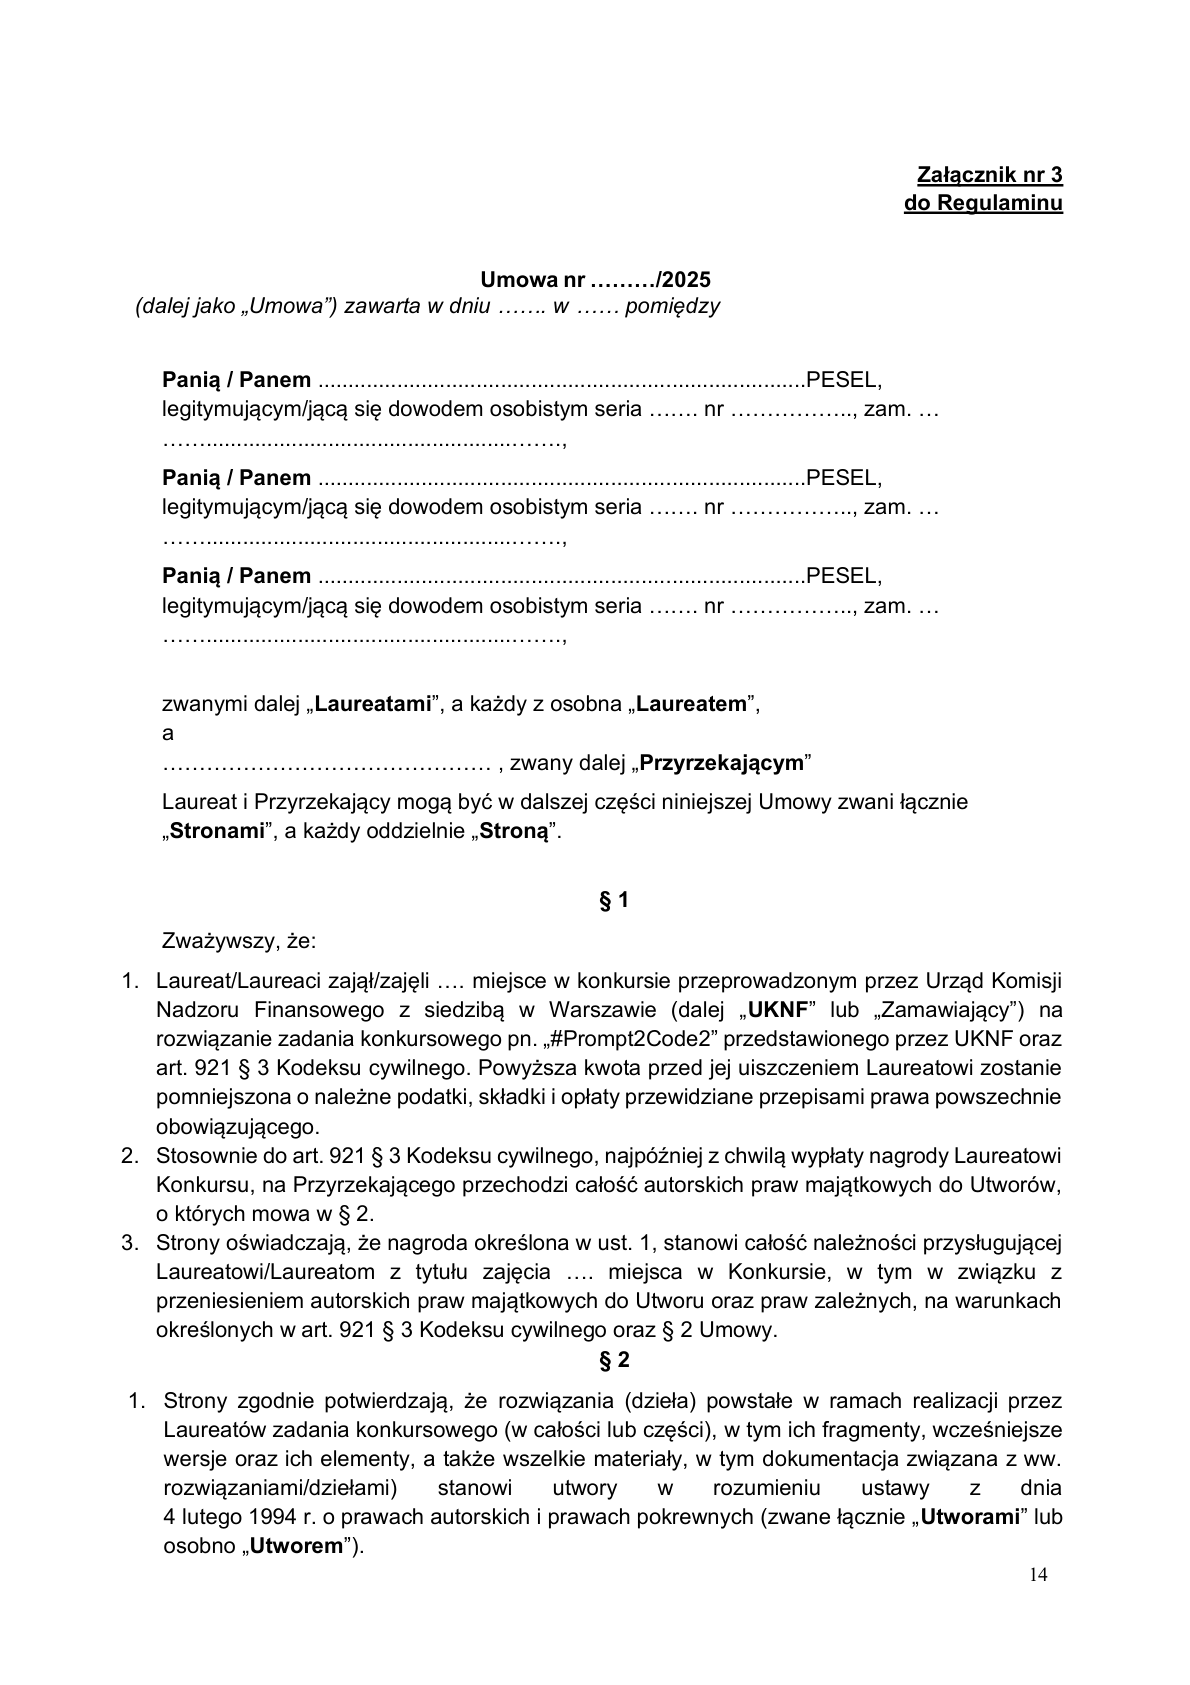 Załącznik nr 3
do Regulaminu
Umowa nr ………/2025
(dalej jako „Umowa”) zawarta w dniu ……. w …… pomiędzy
Panią / Panem ................................................................................PESEL,
legitymującym/jącą się dowodem osobistym seria ……. nr …………….., zam. …
……..................................................…….,
Panią / Panem ................................................................................PESEL,
legitymującym/jącą się dowodem osobistym seria ……. nr …………….., zam. …
……..................................................…….,
Panią / Panem ................................................................................PESEL,
legitymującym/jącą się dowodem osobistym seria ……. nr …………….., zam. …
……..................................................…….,
zwanymi dalej „Laureatami”, a każdy z osobna „Laureatem”,
a
……………………………………… , zwany dalej „Przyrzekającym”
Laureat i Przyrzekający mogą być w dalszej części niniejszej Umowy zwani łącznie
„Stronami”, a każdy oddzielnie „Stroną”.
§ 1
Zważywszy, że:
1. Laureat/Laureaci zajął/zajęli …. miejsce w konkursie przeprowadzonym przez Urząd Komisji
Nadzoru Finansowego z siedzibą w Warszawie (dalej „UKNF” lub „Zamawiający”) na
rozwiązanie zadania konkursowego pn. „#Prompt2Code2” przedstawionego przez UKNF oraz
art. 921 § 3 Kodeksu cywilnego. Powyższa kwota przed jej uiszczeniem Laureatowi zostanie
pomniejszona o należne podatki, składki i opłaty przewidziane przepisami prawa powszechnie
obowiązującego.
2. Stosownie do art. 921 § 3 Kodeksu cywilnego, najpóźniej z chwilą wypłaty nagrody Laureatowi
Konkursu, na Przyrzekającego przechodzi całość autorskich praw majątkowych do Utworów,
o których mowa w § 2.
3. Strony oświadczają, że nagroda określona w ust. 1, stanowi całość należności przysługującej
Laureatowi/Laureatom z tytułu zajęcia …. miejsca w Konkursie, w tym w związku z
przeniesieniem autorskich praw majątkowych do Utworu oraz praw zależnych, na warunkach
określonych w art. 921 § 3 Kodeksu cywilnego oraz § 2 Umowy.
§ 2
1. Strony zgodnie potwierdzają, że rozwiązania (dzieła) powstałe w ramach realizacji przez
Laureatów zadania konkursowego (w całości lub części), w tym ich fragmenty, wcześniejsze
wersje oraz ich elementy, a także wszelkie materiały, w tym dokumentacja związana z ww.
rozwiązaniami/dziełami) stanowi utwory w rozumieniu ustawy z dnia
4 lutego 1994 r. o prawach autorskich i prawach pokrewnych (zwane łącznie „Utworami” lub
osobno „Utworem”).
14